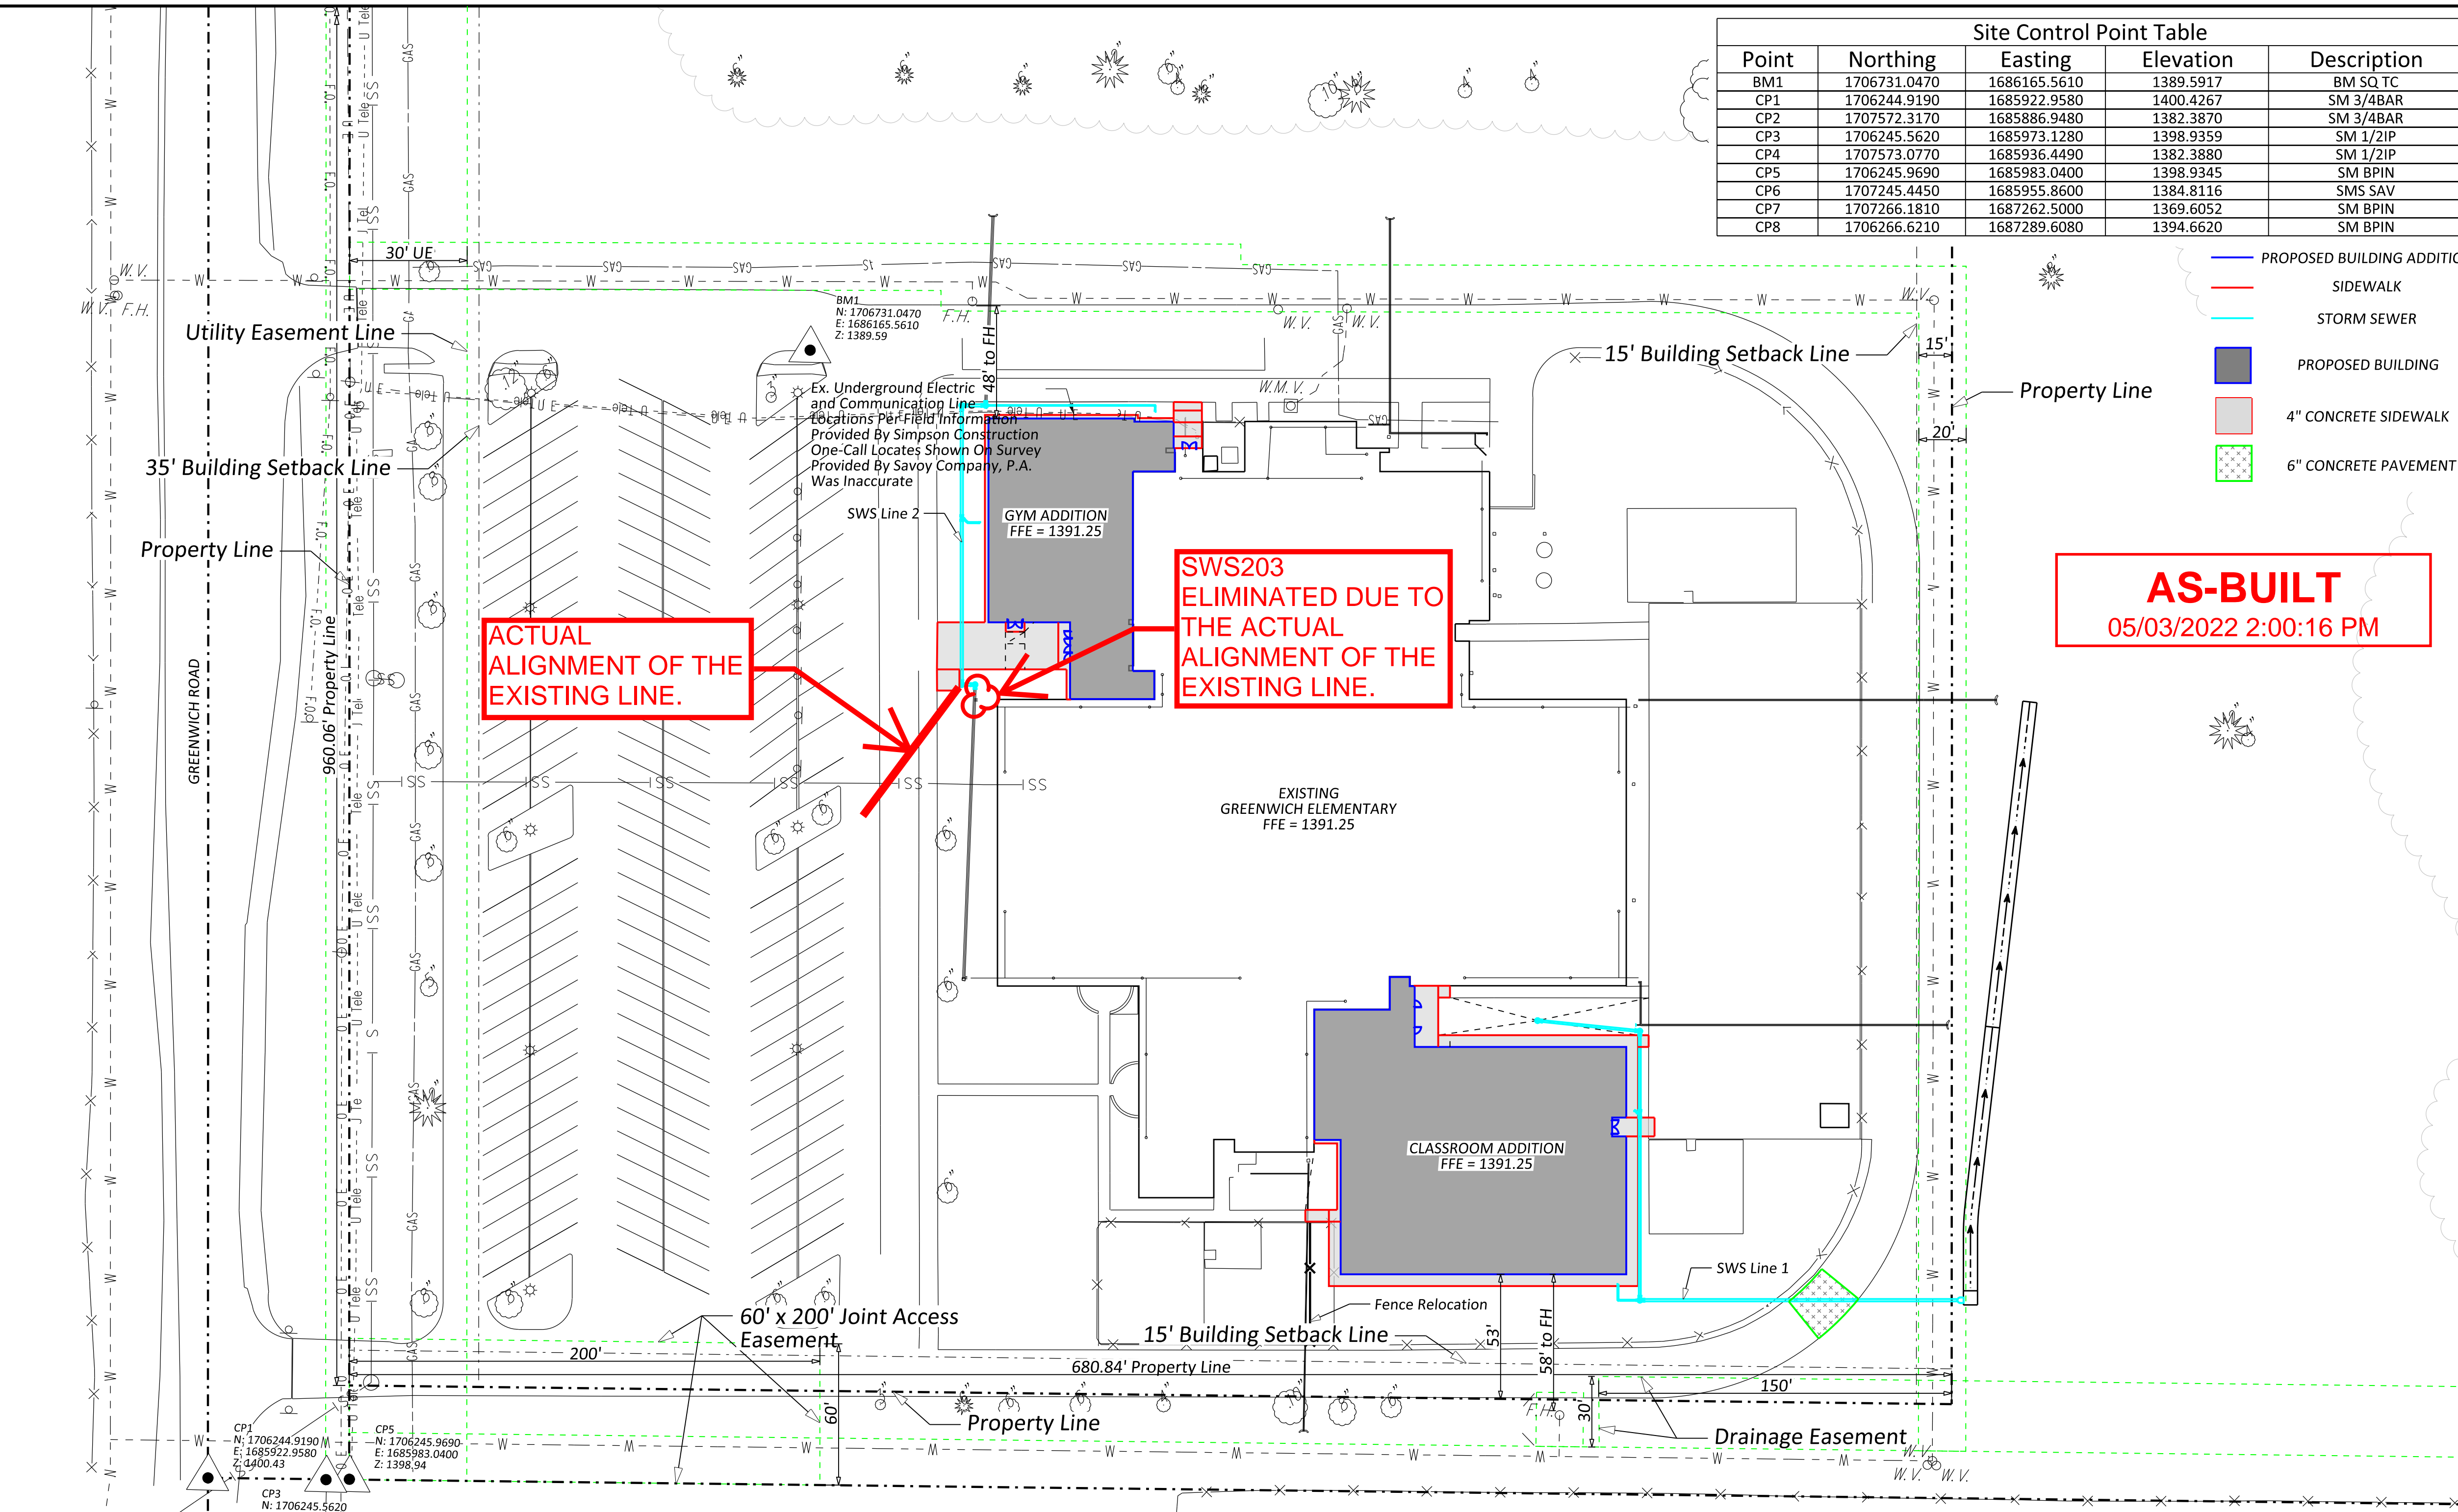 Site Control Point Table
Point Northing Easting Elevation Description
BM1 1706731.0470 1686165.5610 1389.5917 BM SQ TC
CP1 1706244.9190 1685922.9580 1400.4267 SM 3/4BAR
CP2 1707572.3170 1685886.9480 1382.3870 SM 3/4BAR
CP3 1706245.5620 1685973.1280 1398.9359 SM 1/2IP
CP4 1707573.0770 1685936.4490 1382.3880 SM 1/2IP
CP5 1706245.9690 1685983.0400 1398.9345 SM BPIN
CP6 1707245.4450 1685955.8600 1384.8116 SMS SAV
CP7 1707266.1810 1687262.5000 1369.6052 SM BPIN
CP8 1706266.6210 1687289.6080 1394.6620 SM BPIN
PROPOSED BUILDING ADDITIO
SIDEWALK
STORM SEWER
PROPOSED BUILDING
4" CONCRETE SIDEWALK
6" CONCRETE PAVEMENT
AS-BUILT
05/03/2022 2:00:16 PM
30' UE
W.V.
W.V. F.H.
Utility Easement Line
35' Building Setback Line
Property Line
GREENWICH ROAD
960.06' Property Line
BM1
N: 1706731.0470
E: 1686165.5610
Z: 1389.59
F.H.
48' to FH
W.V.
W.V.
W.M.V.
Ex. Underground Electric
and Communication Line
Locations Per Field Information
Provided By Simpson Construction
One-Call Locates Shown On Survey
Provided By Savoy Company, P.A.
Was Inaccurate
SWS Line 2
GYM ADDITION
FFE = 1391.25
15' Building Setback Line
W.V.
15'
Property Line
20'
ACTUAL
ALIGNMENT OF THE
EXISTING LINE.
SWS203
ELIMINATED DUE TO
THE ACTUAL
ALIGNMENT OF THE
EXISTING LINE.
EXISTING
GREENWICH ELEMENTARY
FFE = 1391.25
CLASSROOM ADDITION
FFE = 1391.25
SWS Line 1
Fence Relocation
60' x 200' Joint Access
Easement
15' Building Setback Line
53'
58' to FH
200'
680.84' Property Line
150'
60'
30'
Property Line
F.H.
Drainage Easement
W.V.
W.V. W.V.
CP1
N: 1706244.9190
E: 1685922.9580
Z: 1400.43
CP5
N: 1706245.9690
E: 1685983.0400
Z: 1398.94
CP3
N: 1706245.5620